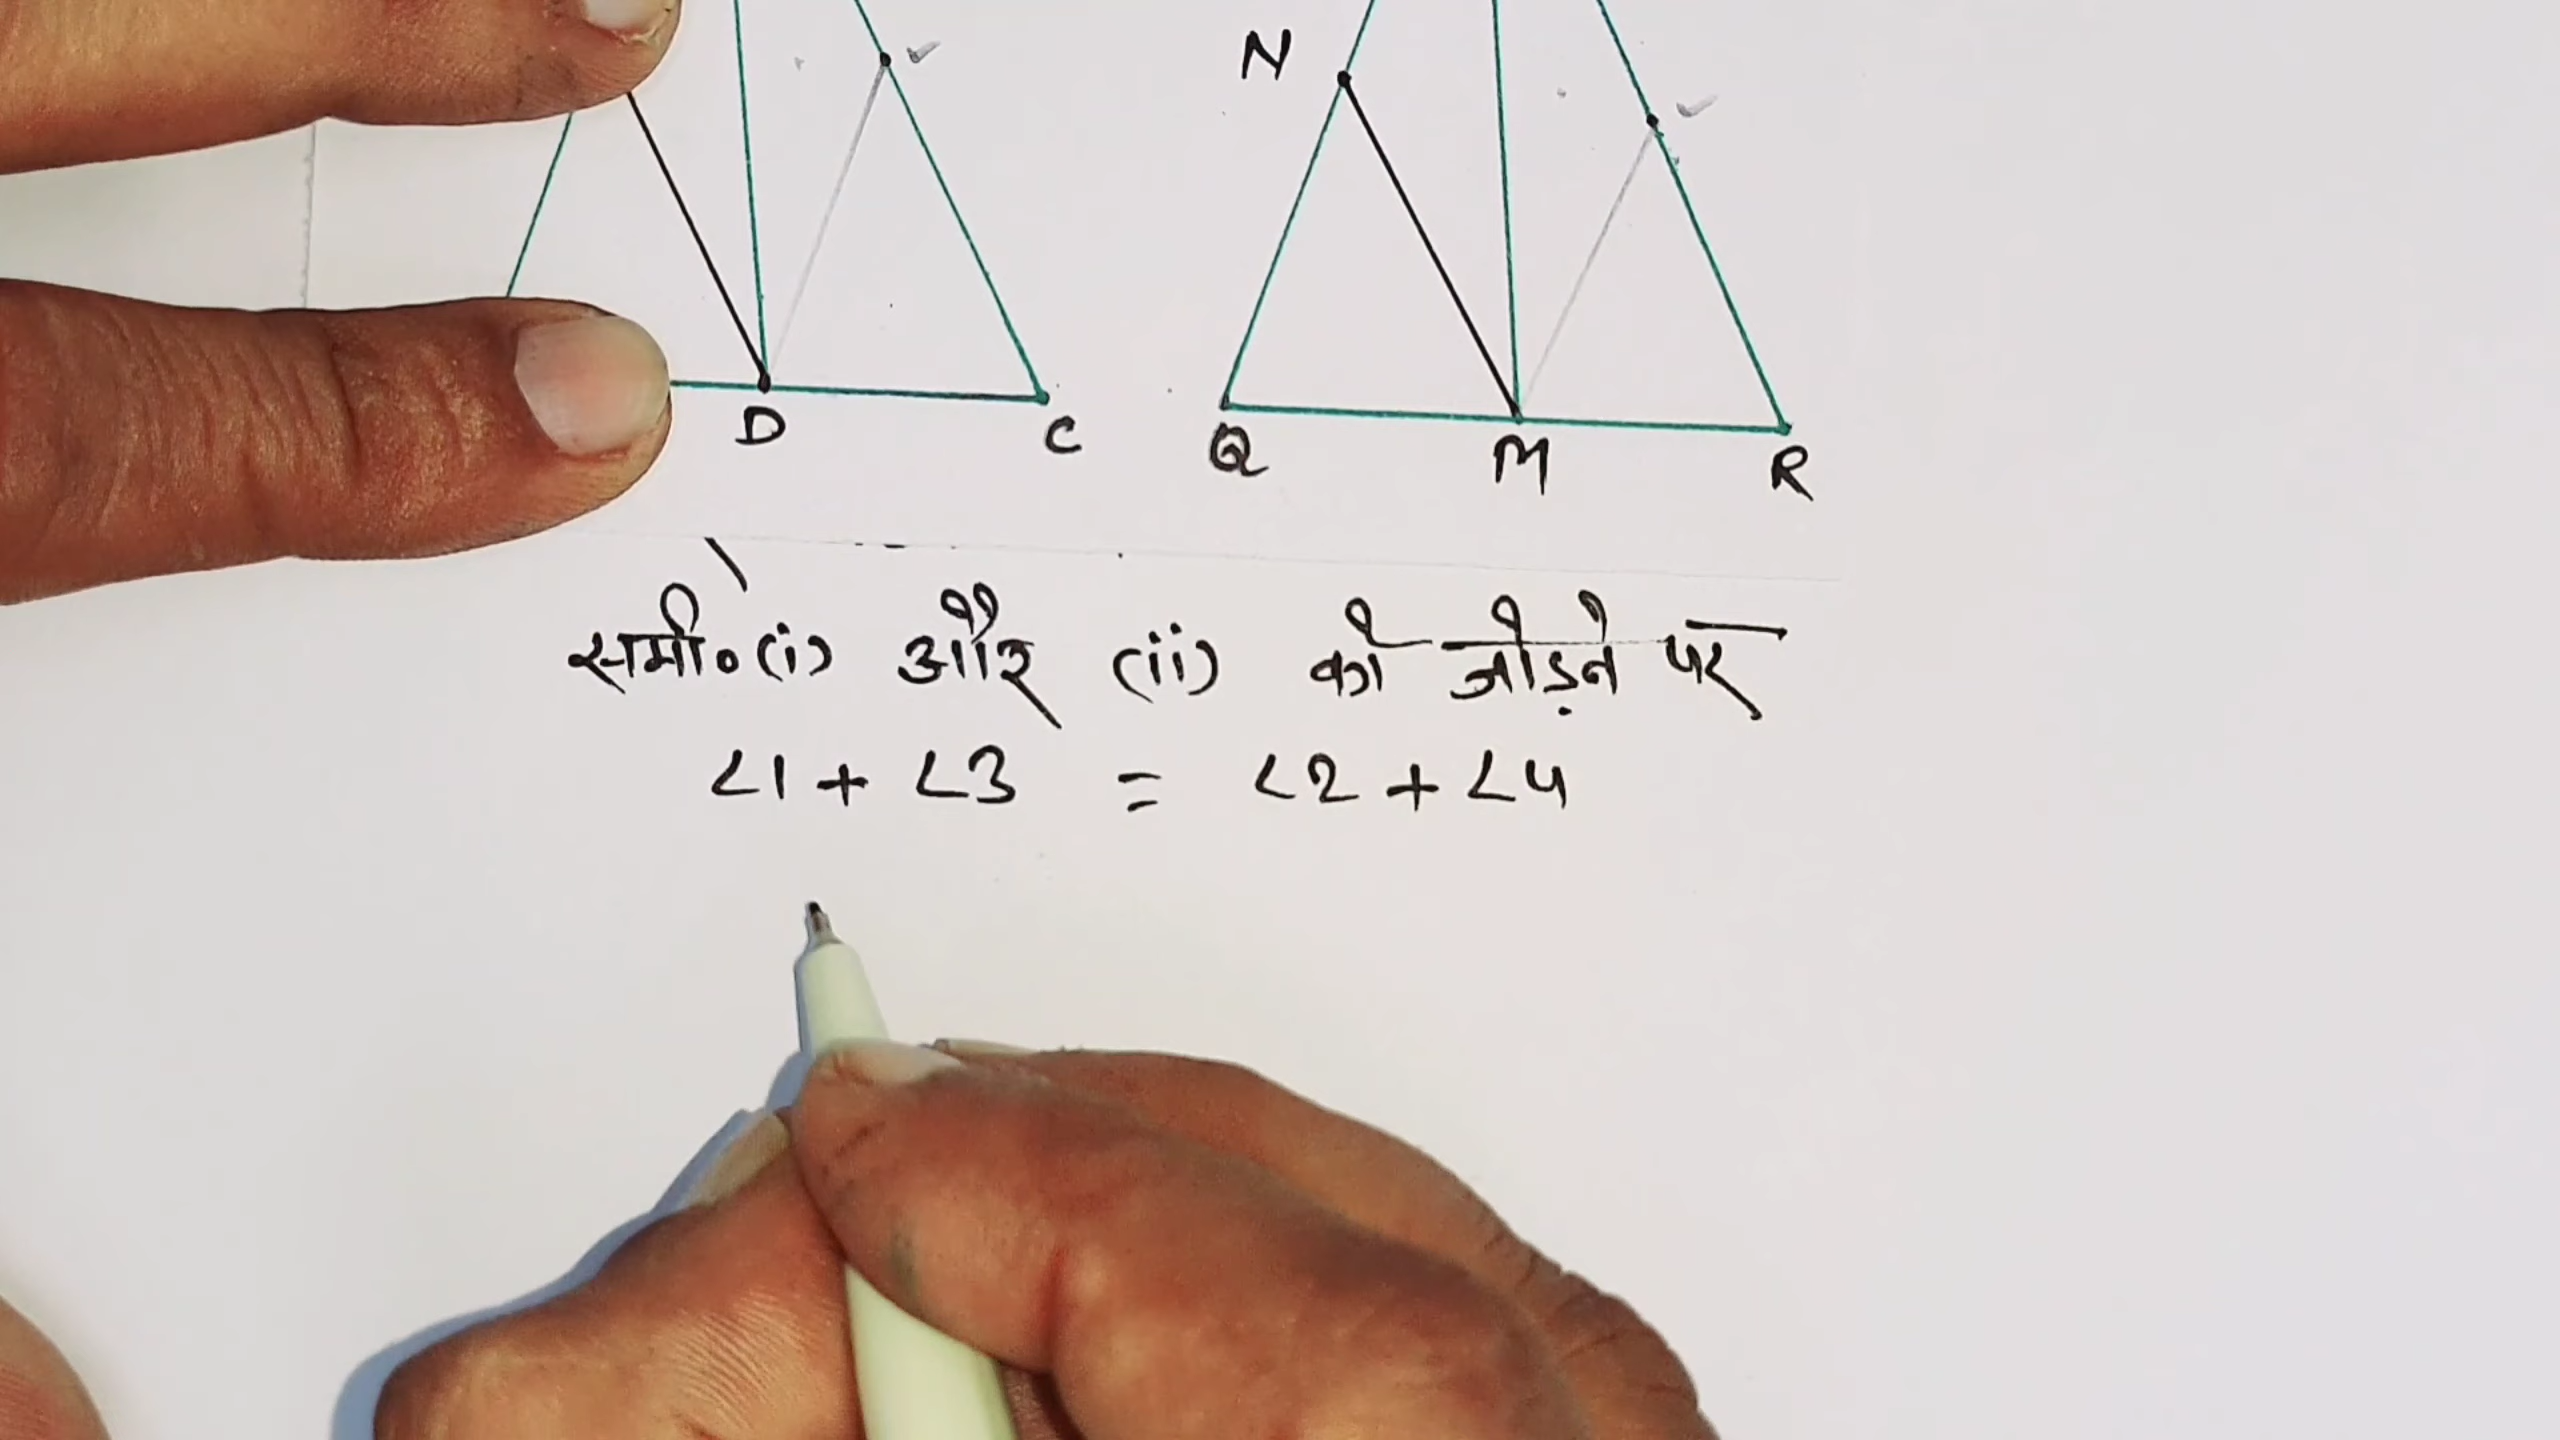 N
D C Q M R
समी० (i) और (ii) को जोड़ने पर
∠1 + ∠3 = ∠2 + ∠4